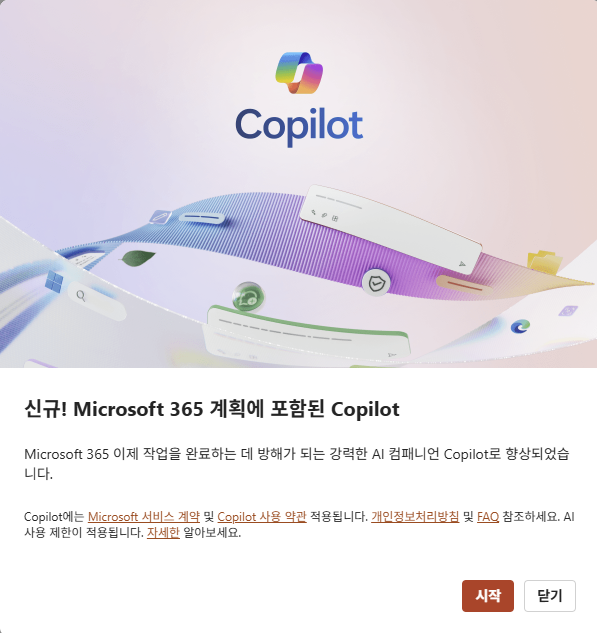 Copilot
신규! Microsoft 365 계획에 포함된 Copilot
Microsoft 365 이제 작업을 완료하는 데 방해가 되는 강력한 AI 컴패니언 Copilot로 향상되었습
니다.
Copilot에는 Microsoft 서비스 계약 및 Copilot 사용 약관 적용됩니다. 개인정보처리방침 및 FAQ 참조하세요. AI
사용 제한이 적용됩니다. 자세한 알아보세요.
시작 닫기